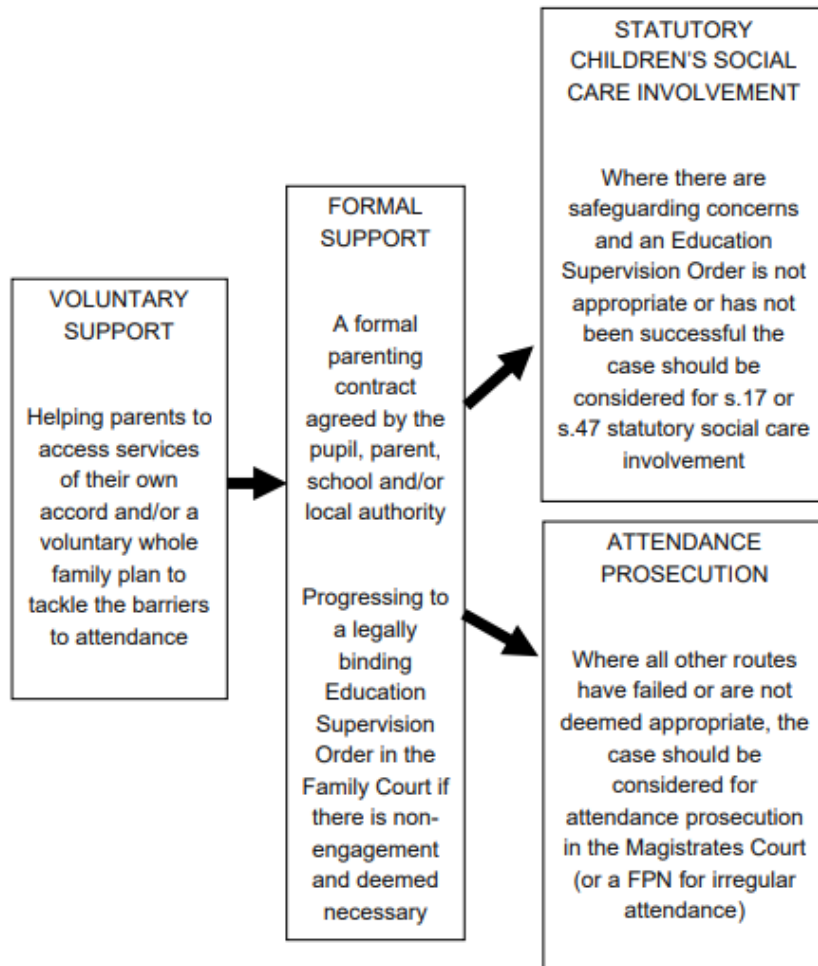 VOLUNTARY
SUPPORT
Helping parents to
access services
of their own
accord and/or a
voluntary whole
family plan to
tackle the barriers
to attendance
FORMAL
SUPPORT
A formal
parenting
contract
agreed by the
pupil, parent,
school and/or
local authority
Progressing to
a legally
binding
Education
Supervision
Order in the
Family Court if
there is non-
engagement
and deemed
necessary
STATUTORY
CHILDREN'S SOCIAL
CARE INVOLVEMENT
Where there are
safeguarding concerns
and an Education
Supervision Order is not
appropriate or has not
been successful the
case should be
considered for s.17 or
s.47 statutory social care
involvement
ATTENDANCE
PROSECUTION
Where all other routes
have failed or are not
deemed appropriate, the
case should be
considered for
attendance prosecution
in the Magistrates Court
(or a FPN for irregular
attendance)